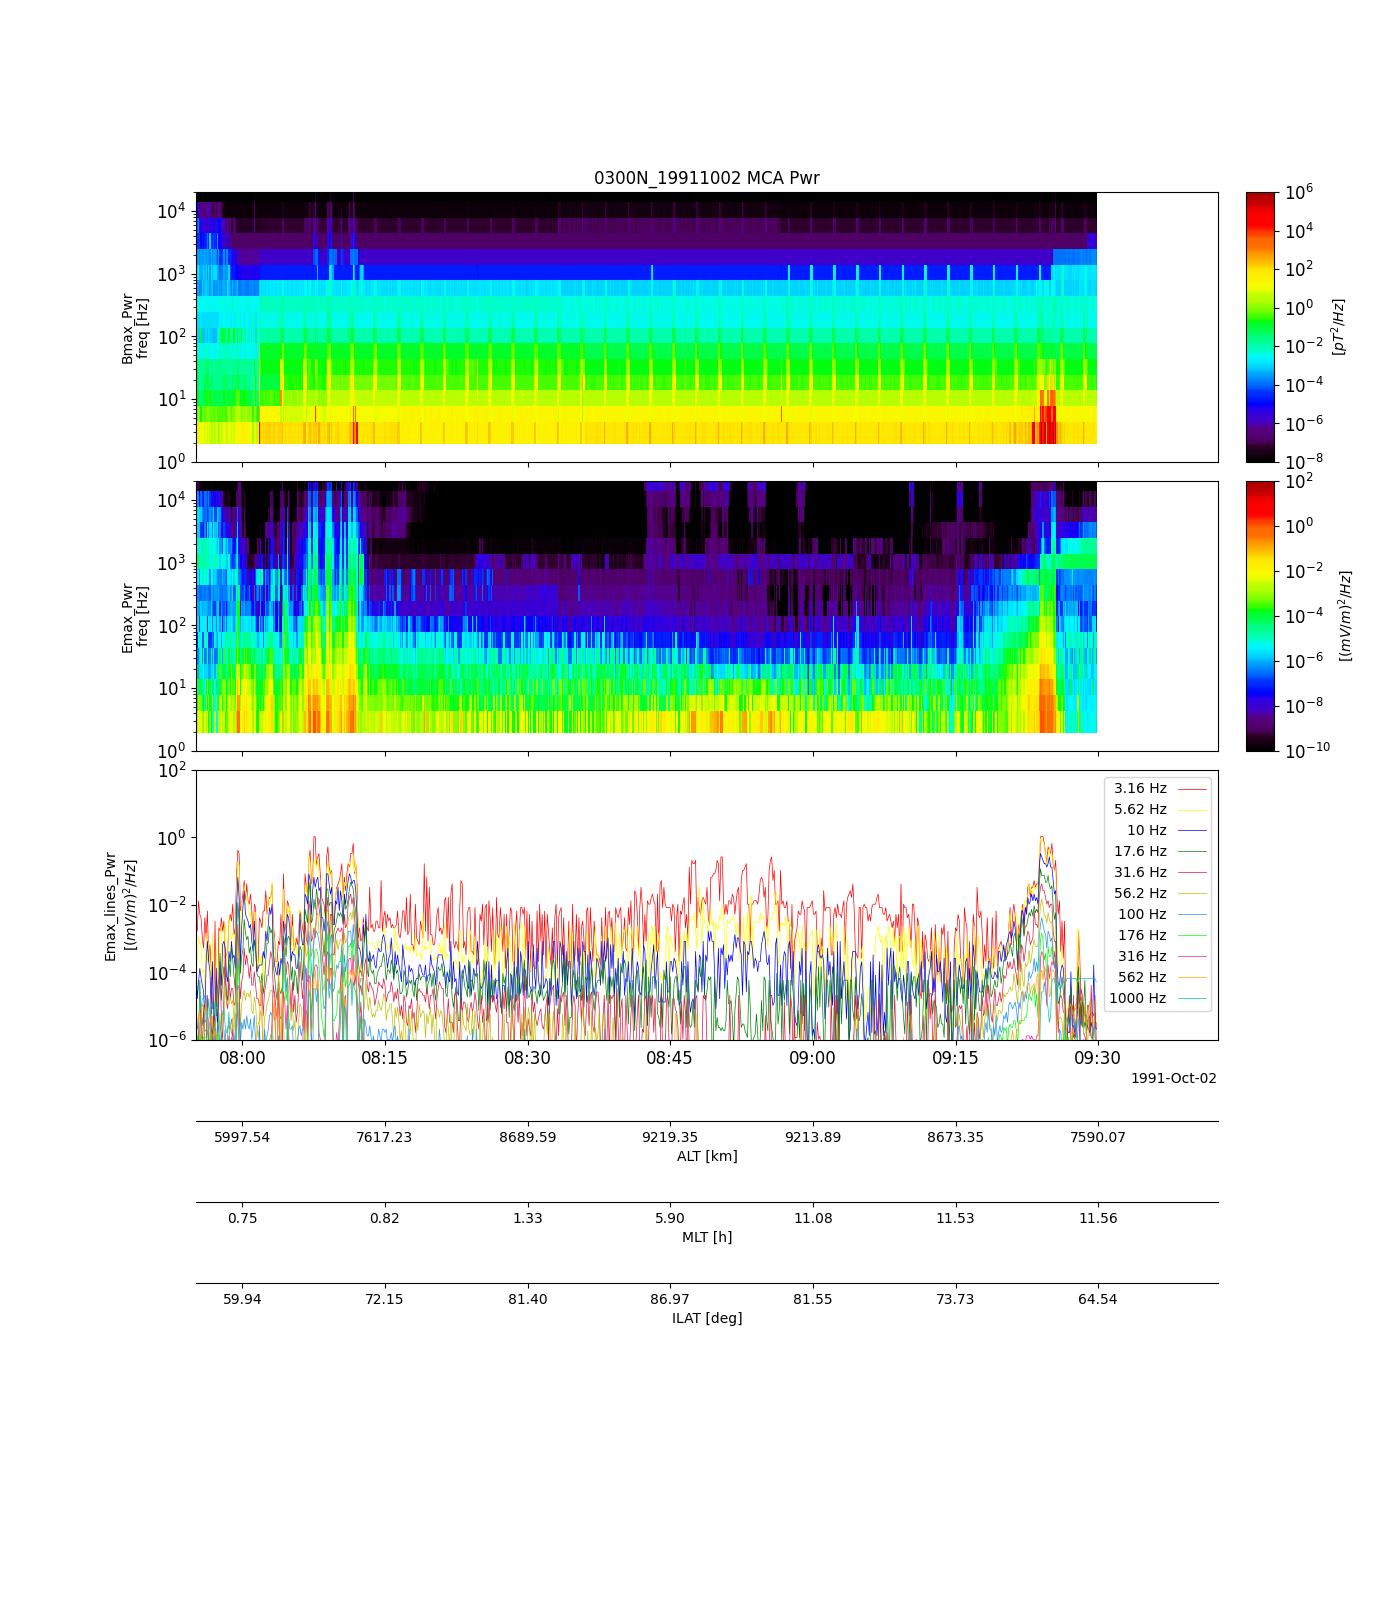 0300N_19911002 MCA Pwr
Bmax_Pwr
freq [Hz]
10^4
10^3
10^2
10^1
10^0
10^6
10^4
10^2
10^0
10^-2
10^-4
10^-6
10^-8
[pT^2/Hz]
Emax_Pwr
freq [Hz]
10^4
10^3
10^2
10^1
10^0
10^2
10^0
10^-2
10^-4
10^-6
10^-8
10^-10
[(mV/m)^2/Hz]
Emax_lines_Pwr
[(mV/m)^2/Hz]
10^2
10^0
10^-2
10^-4
10^-6
3.16 Hz
5.62 Hz
10 Hz
17.6 Hz
31.6 Hz
56.2 Hz
100 Hz
176 Hz
316 Hz
562 Hz
1000 Hz
08:00 08:15 08:30 08:45 09:00 09:15 09:30
1991-Oct-02
5997.54 7617.23 8689.59 9219.35 9213.89 8673.35 7590.07
ALT [km]
0.75 0.82 1.33 5.90 11.08 11.53 11.56
MLT [h]
59.94 72.15 81.40 86.97 81.55 73.73 64.54
ILAT [deg]